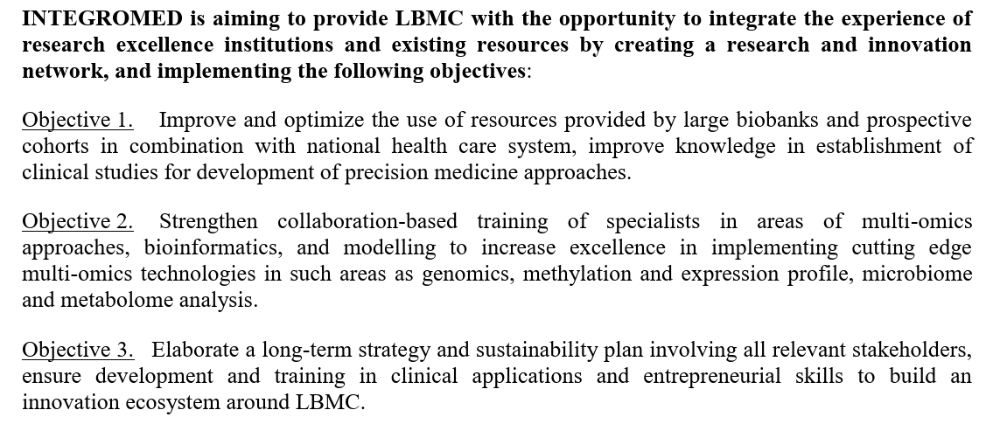 INTEGROMED is aiming to provide LBMC with the opportunity to integrate the experience of
research excellence institutions and existing resources by creating a research and innovation
network, and implementing the following objectives:
Objective 1. Improve and optimize the use of resources provided by large biobanks and prospective
cohorts in combination with national health care system, improve knowledge in establishment of
clinical studies for development of precision medicine approaches.
Objective 2. Strengthen collaboration-based training of specialists in areas of multi-omics
approaches, bioinformatics, and modelling to increase excellence in implementing cutting edge
multi-omics technologies in such areas as genomics, methylation and expression profile, microbiome
and metabolome analysis.
Objective 3. Elaborate a long-term strategy and sustainability plan involving all relevant stakeholders,
ensure development and training in clinical applications and entrepreneurial skills to build an
innovation ecosystem around LBMC.